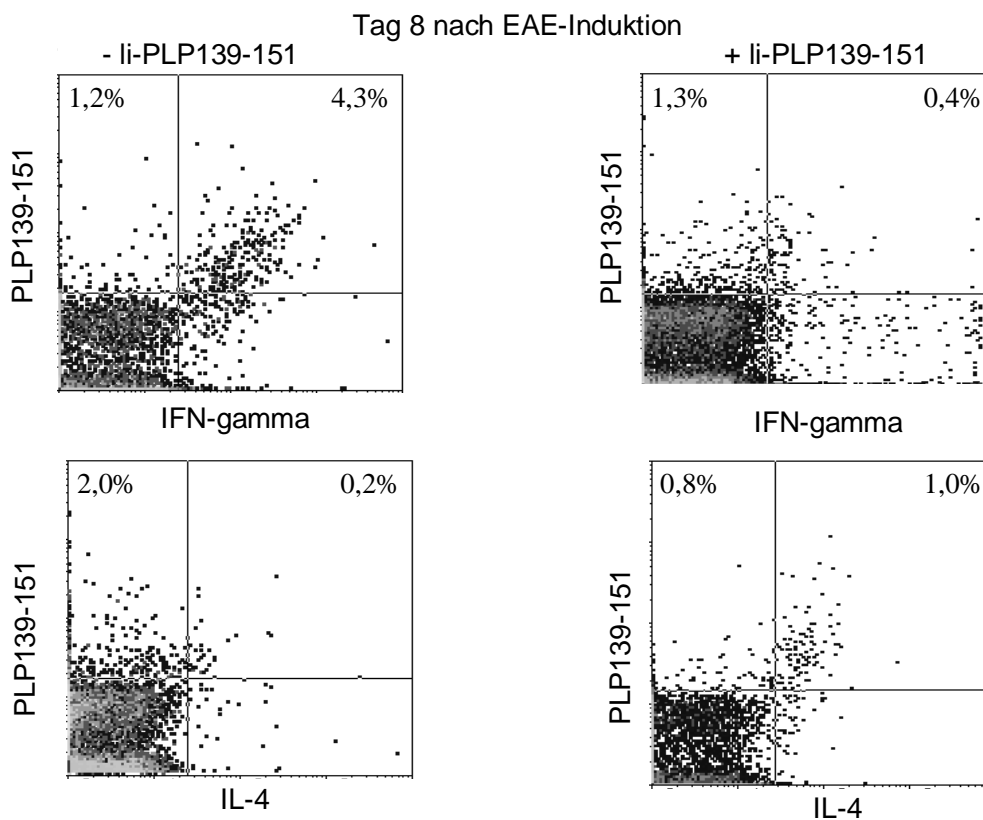 Tag 8 nach EAE-Induktion
- li-PLP139-151
+ li-PLP139-151
1,2%
4,3%
PLP139-151
IFN-gamma
1,3%
0,4%
PLP139-151
IFN-gamma
2,0%
0,2%
PLP139-151
IL-4
0,8%
1,0%
PLP139-151
IL-4